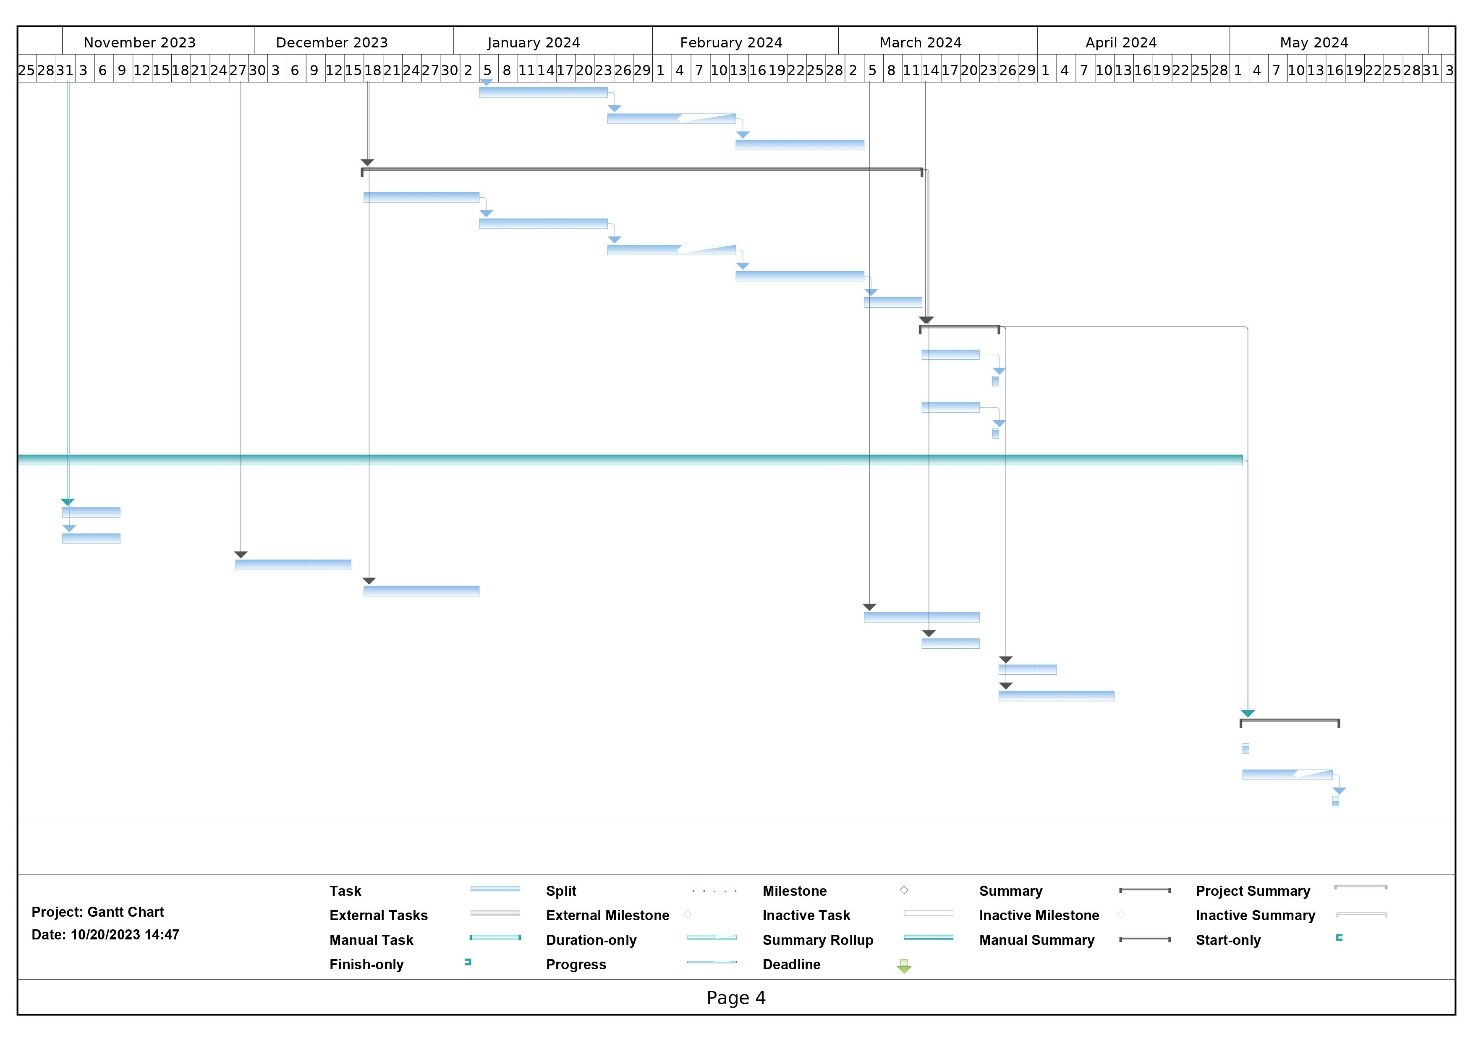 November 2023 December 2023 January 2024 February 2024 March 2024 April 2024 May 2024
25 28 31 3 6 9 12 15 18 21 24 27 30 3 6 9 12 15 18 21 24 27 30 2 5 8 11 14 17 20 23 26 29 1 4 7 10 13 16 19 22 25 28 2 5 8 11 14 17 20 23 26 29 1 4 7 10 13 16 19 22 25 28 1 4 7 10 13 16 19 22 25 28 31 3
Task Split Milestone Summary Project Summary
External Tasks External Milestone Inactive Task Inactive Milestone Inactive Summary
Manual Task Duration-only Summary Rollup Manual Summary Start-only
Finish-only Progress Deadline
Project: Gantt Chart
Date: 10/20/2023 14:47
Page 4